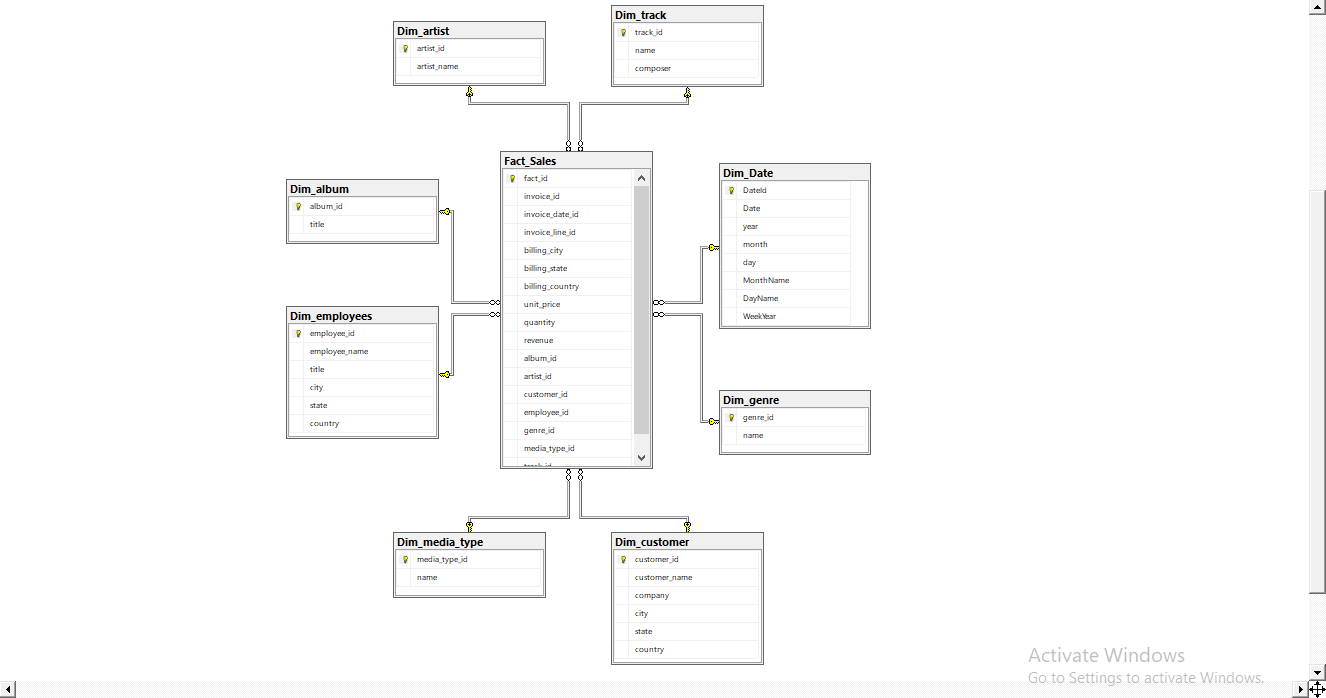 Dim_artist
artist_id
artist_name
Dim_track
track_id
name
composer
Dim_album
album_id
title
Dim_employees
employee_id
employee_name
title
city
state
country
Fact_Sales
fact_id
invoice_id
invoice_date_id
invoice_line_id
billing_city
billing_state
billing_country
unit_price
quantity
revenue
album_id
artist_id
customer_id
employee_id
genre_id
media_type_id
track_id
Dim_Date
DateId
Date
year
month
day
MonthName
DayName
WeekYear
Dim_genre
genre_id
name
Dim_media_type
media_type_id
name
Dim_customer
customer_id
customer_name
company
city
state
country
Activate Windows
Go to Settings to activate Windows.